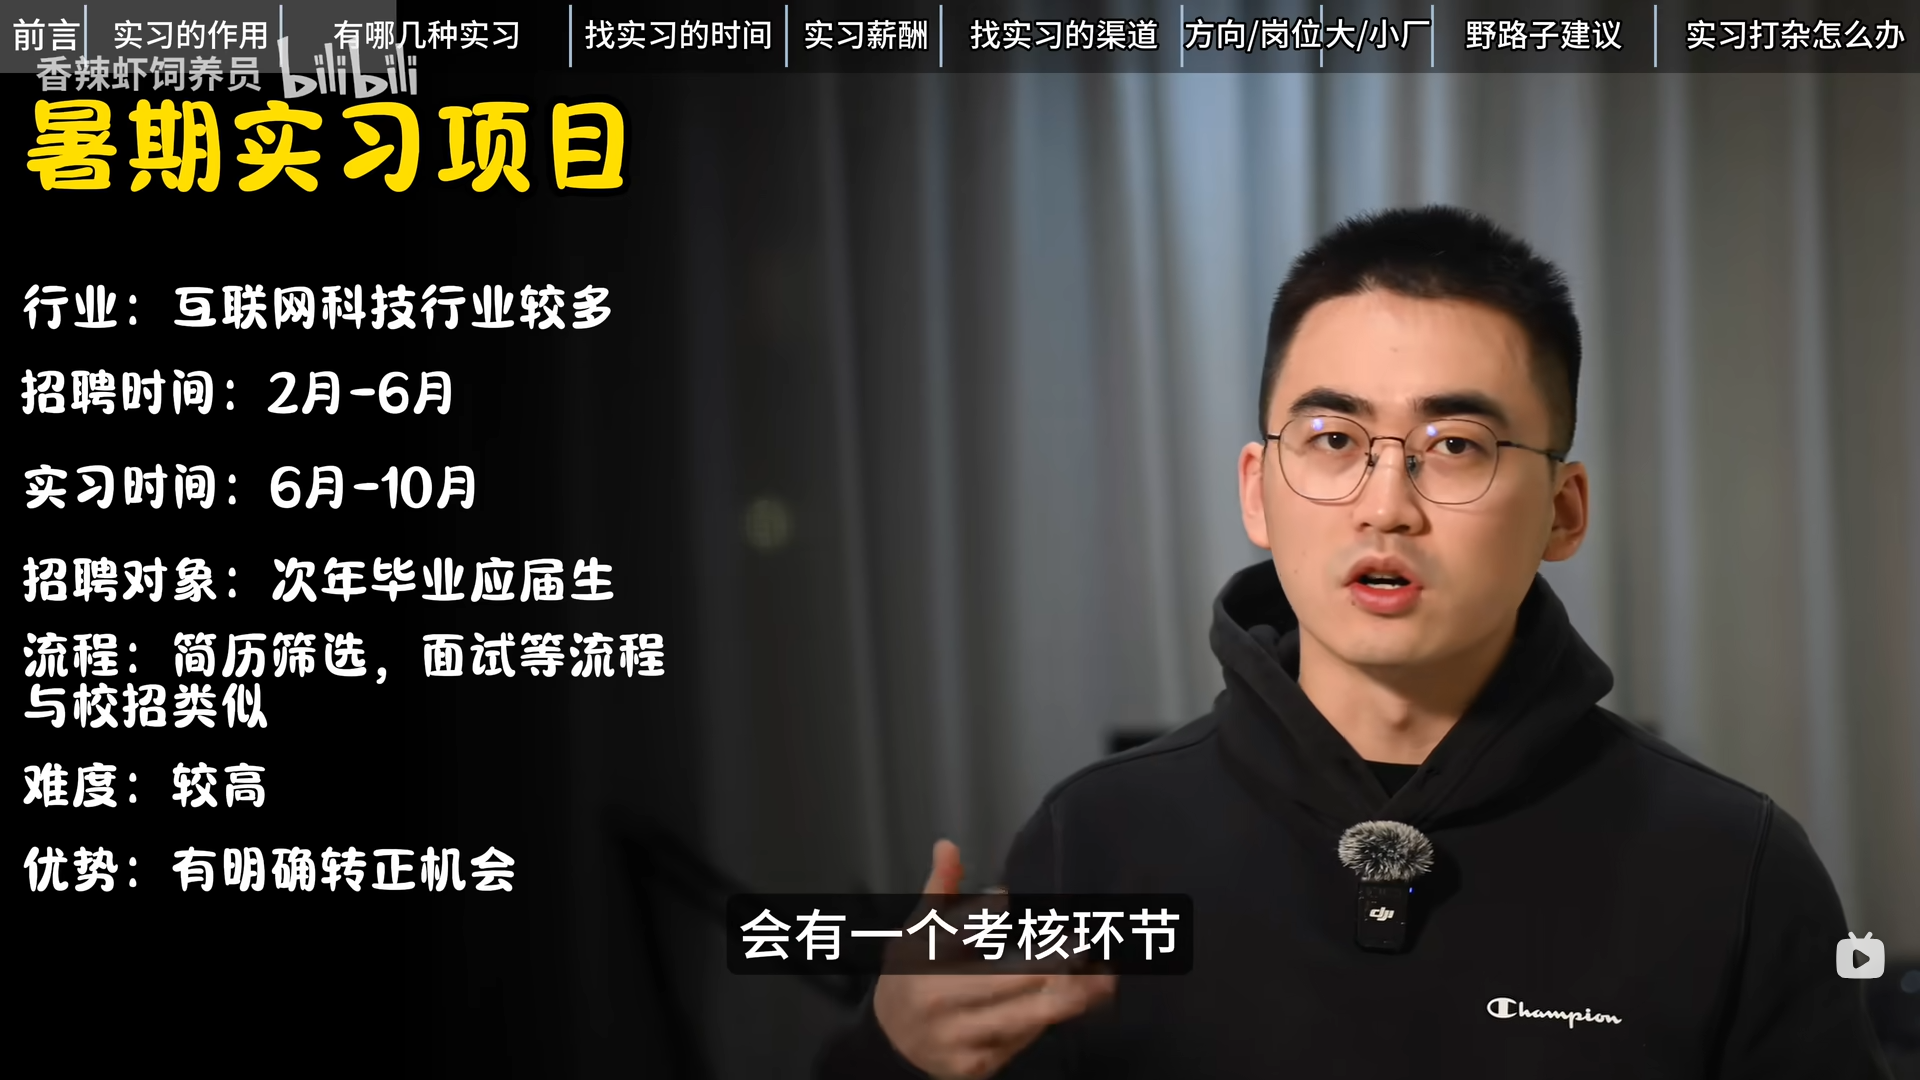 前言
实习的作用
有哪几种实习
找实习的时间
实习薪酬
找实习的渠道
方向/岗位
大/小厂
野路子建议
实习打杂怎么办
香辣虾饲养员 bilibili
暑期实习项目
行业：互联网科技行业较多
招聘时间：2月-6月
实习时间：6月-10月
招聘对象：次年毕业应届生
流程：简历筛选，面试等流程
与校招类似
难度：较高
优势：有明确转正机会
会有一个考核环节
dji
Champion